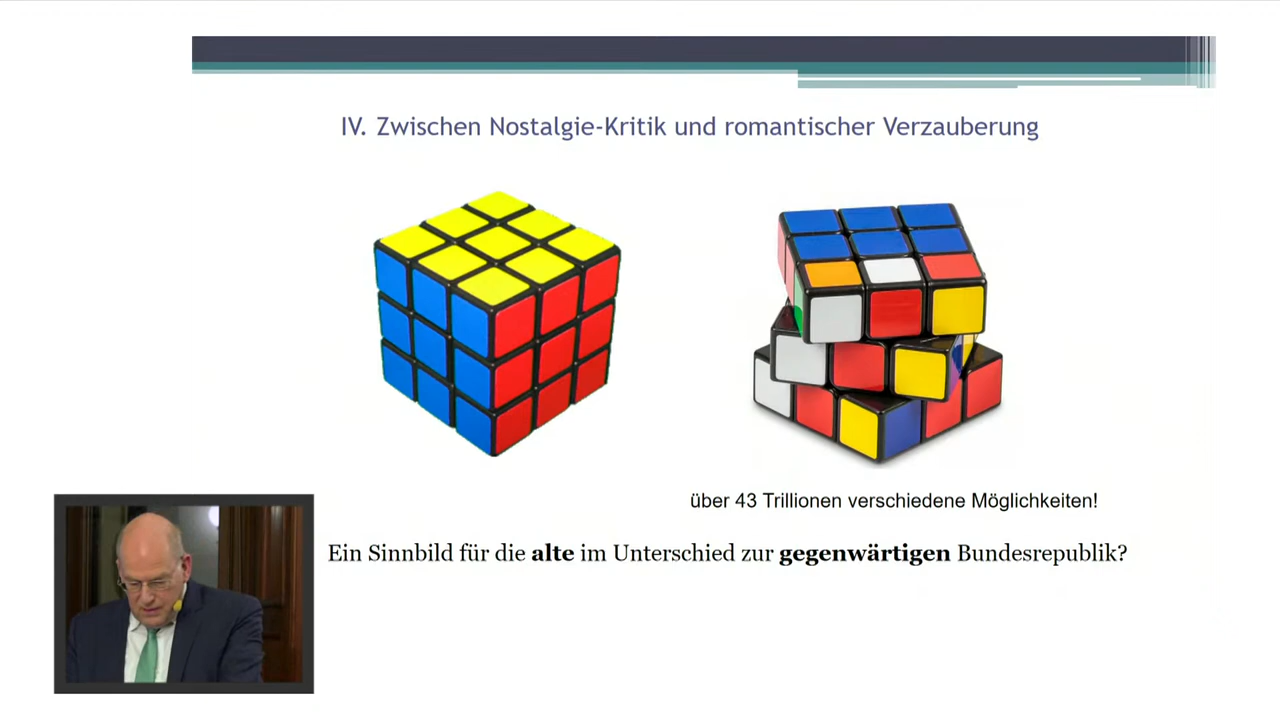 IV. Zwischen Nostalgie-Kritik und romantischer Verzauberung
über 43 Trillionen verschiedene Möglichkeiten!
Ein Sinnbild für die alte im Unterschied zur gegenwärtigen Bundesrepublik?